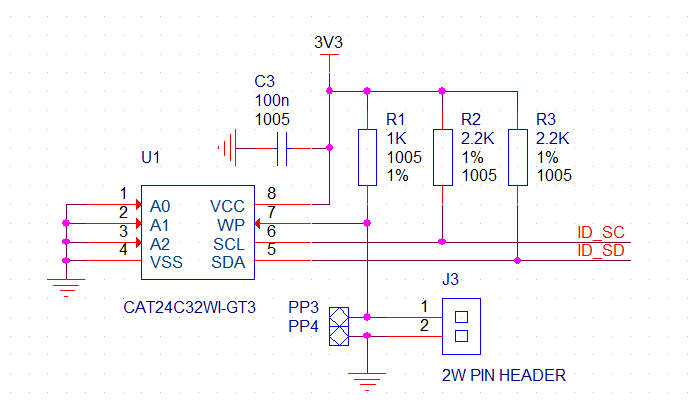 3V3
C3
100n
1005
R1
1K
1005
1%
R2
2.2K
1%
1005
R3
2.2K
1%
1005
U1
1
2
3
4
A0
A1
A2
VSS
VCC
WP
SCL
SDA
8
7
6
5
ID_SC
ID_SD
CAT24C32WI-GT3
PP3
PP4
J3
1
2
2W PIN HEADER